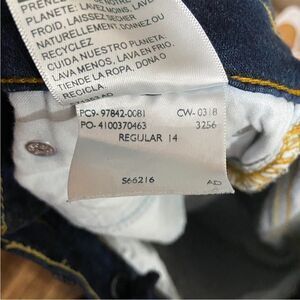 PLANETE: LAVEZ MOINS, LAVEZ
FROID, LAISSEZ SECHER
NATURELLEMENT, DONNEZ OU
RECYCLEZ
CUIDA NUESTRO PLANETA:
LAVA MENOS, LAVA EN FRIO,
TIENDE LA ROPA, DONA O
RECICLA.
PC9-97842-0081 CW-0318
PO-4100370463 3256
REGULAR 14
S66216 AD